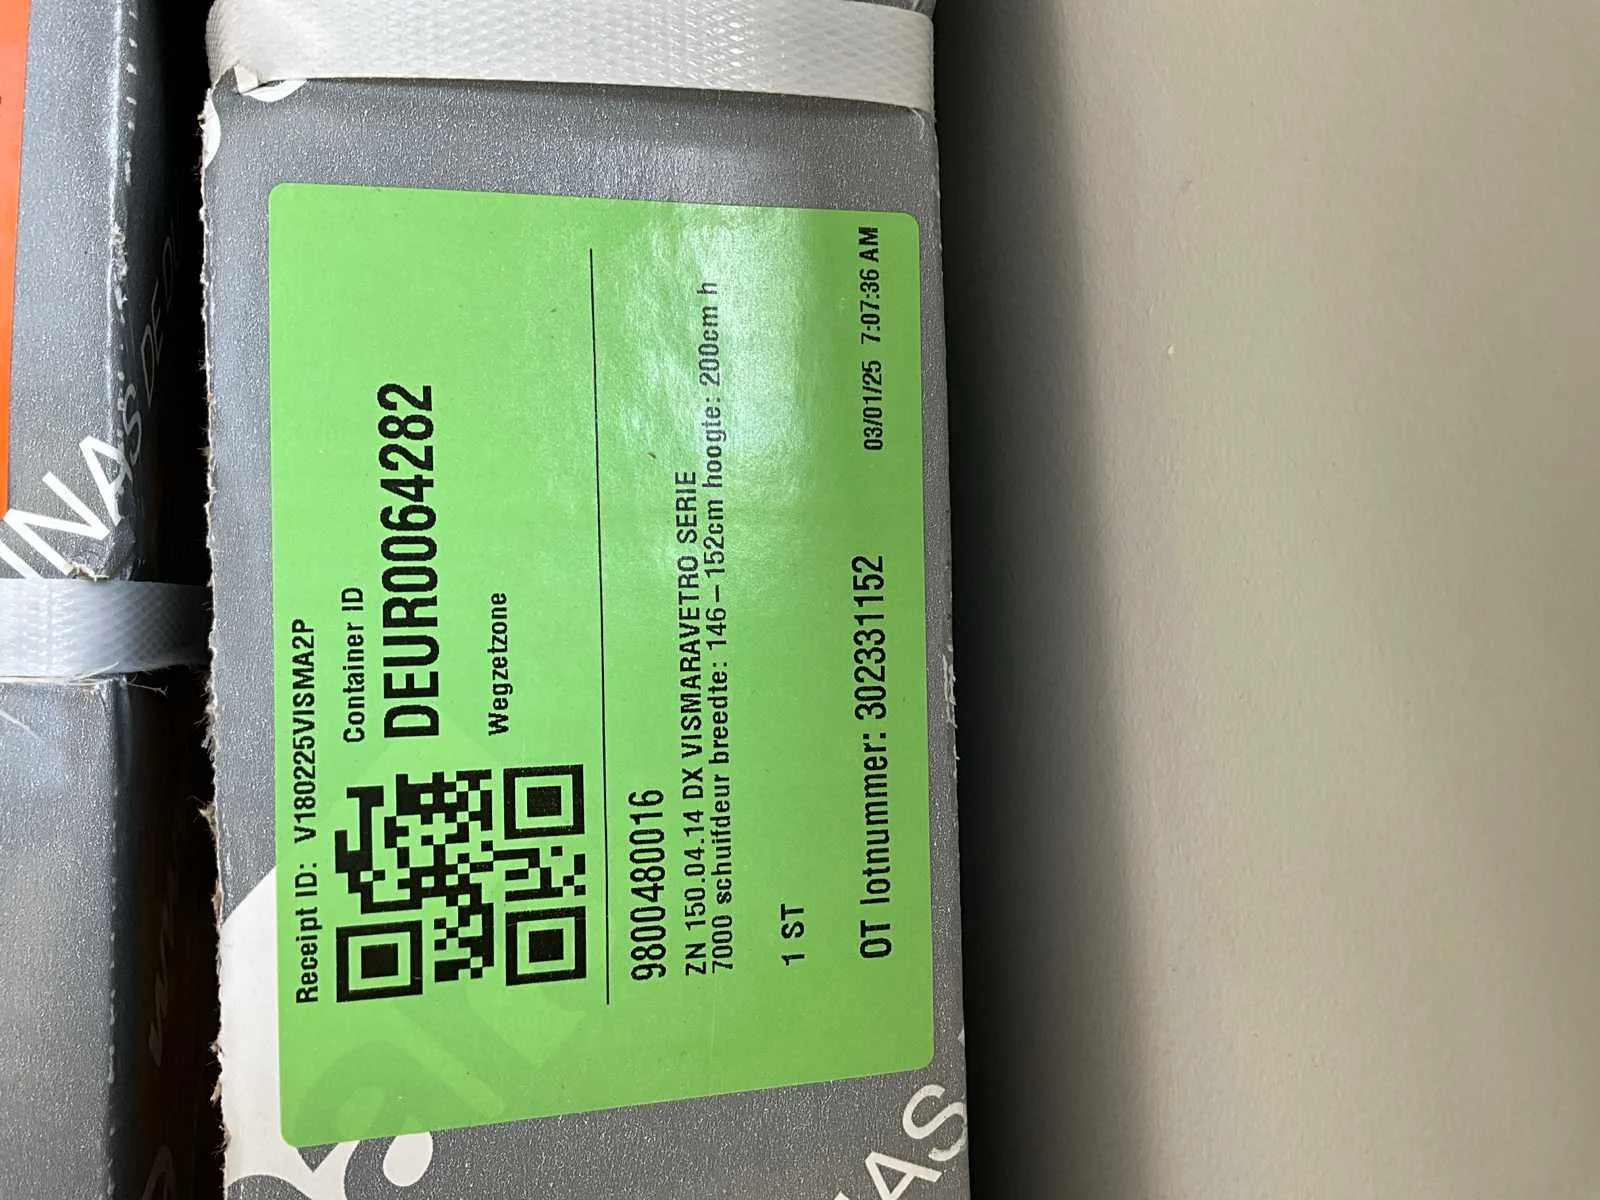 Receipt ID: V180225VISMA2P
Container ID
DEUR0064282
Wegzetzone
9800480016
ZN 150.04.14 DX VISMARAVETRO SERIE
7000 schuifdeur breedte: 146 – 152cm hoogte: 200cm h
1 ST
OT lotnummer: 302331152 03/01/25 7:07:36 AM